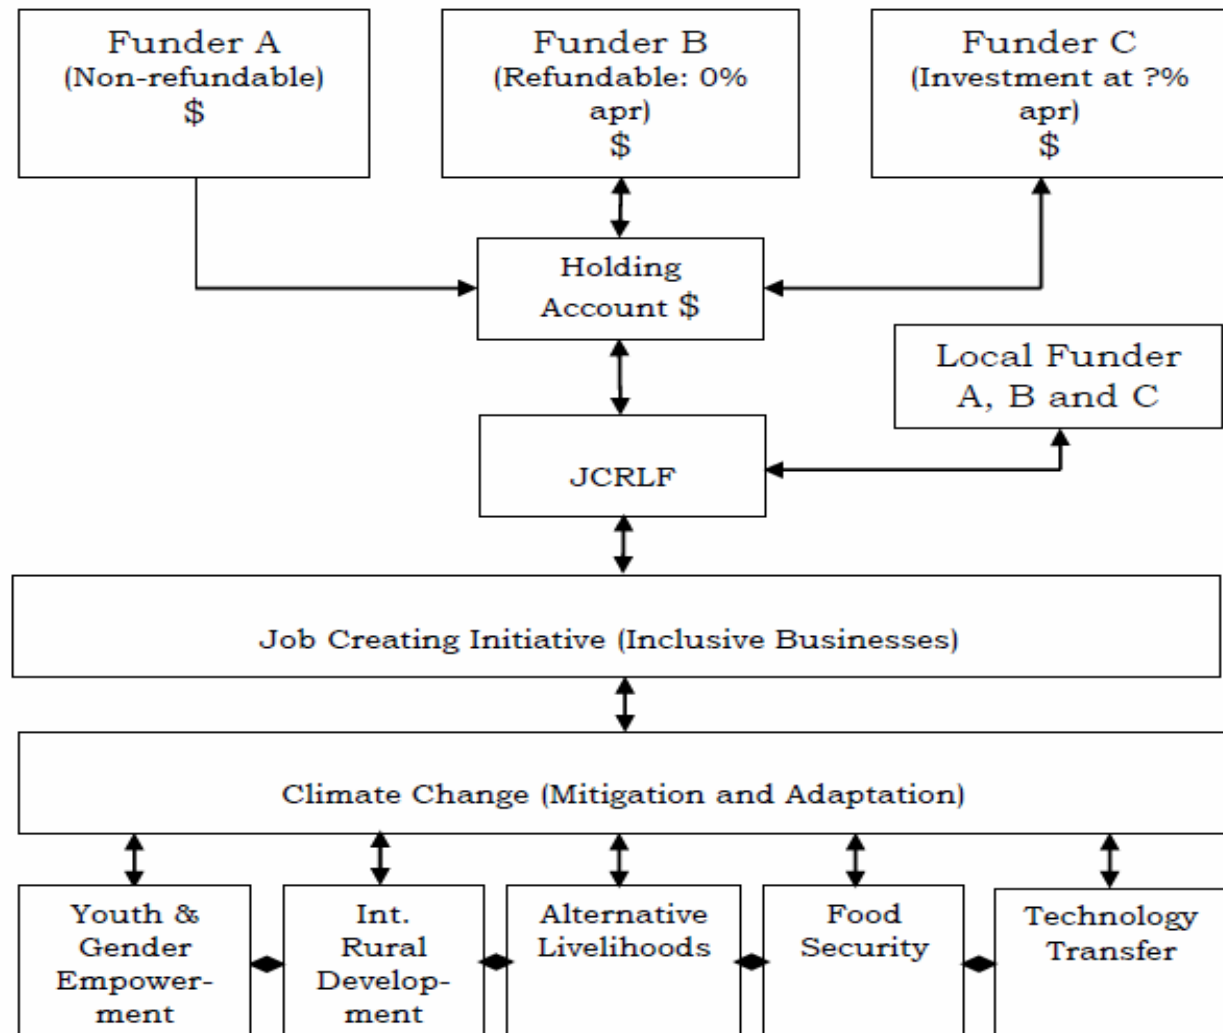 Funder A
(Non-refundable)
$
Funder B
(Refundable: 0%
apr)
$
Funder C
(Investment at ?%
apr)
$
Holding
Account $
Local Funder
A, B and C
JCRLF
Job Creating Initiative (Inclusive Businesses)
Climate Change (Mitigation and Adaptation)
Youth &
Gender
Empower-
ment
Int.
Rural
Develop-
ment
Alternative
Livelihoods
Food
Security
Technology
Transfer